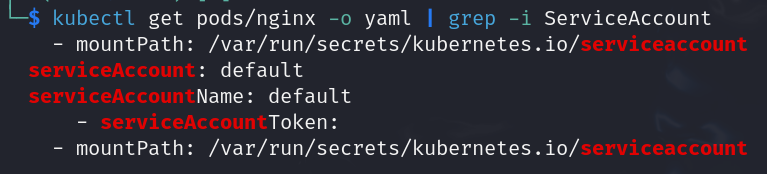 └─$ kubectl get pods/nginx -o yaml | grep -i ServiceAccount
    - mountPath: /var/run/secrets/kubernetes.io/serviceaccount
  serviceAccount: default
  serviceAccountName: default
      - serviceAccountToken:
    - mountPath: /var/run/secrets/kubernetes.io/serviceaccount